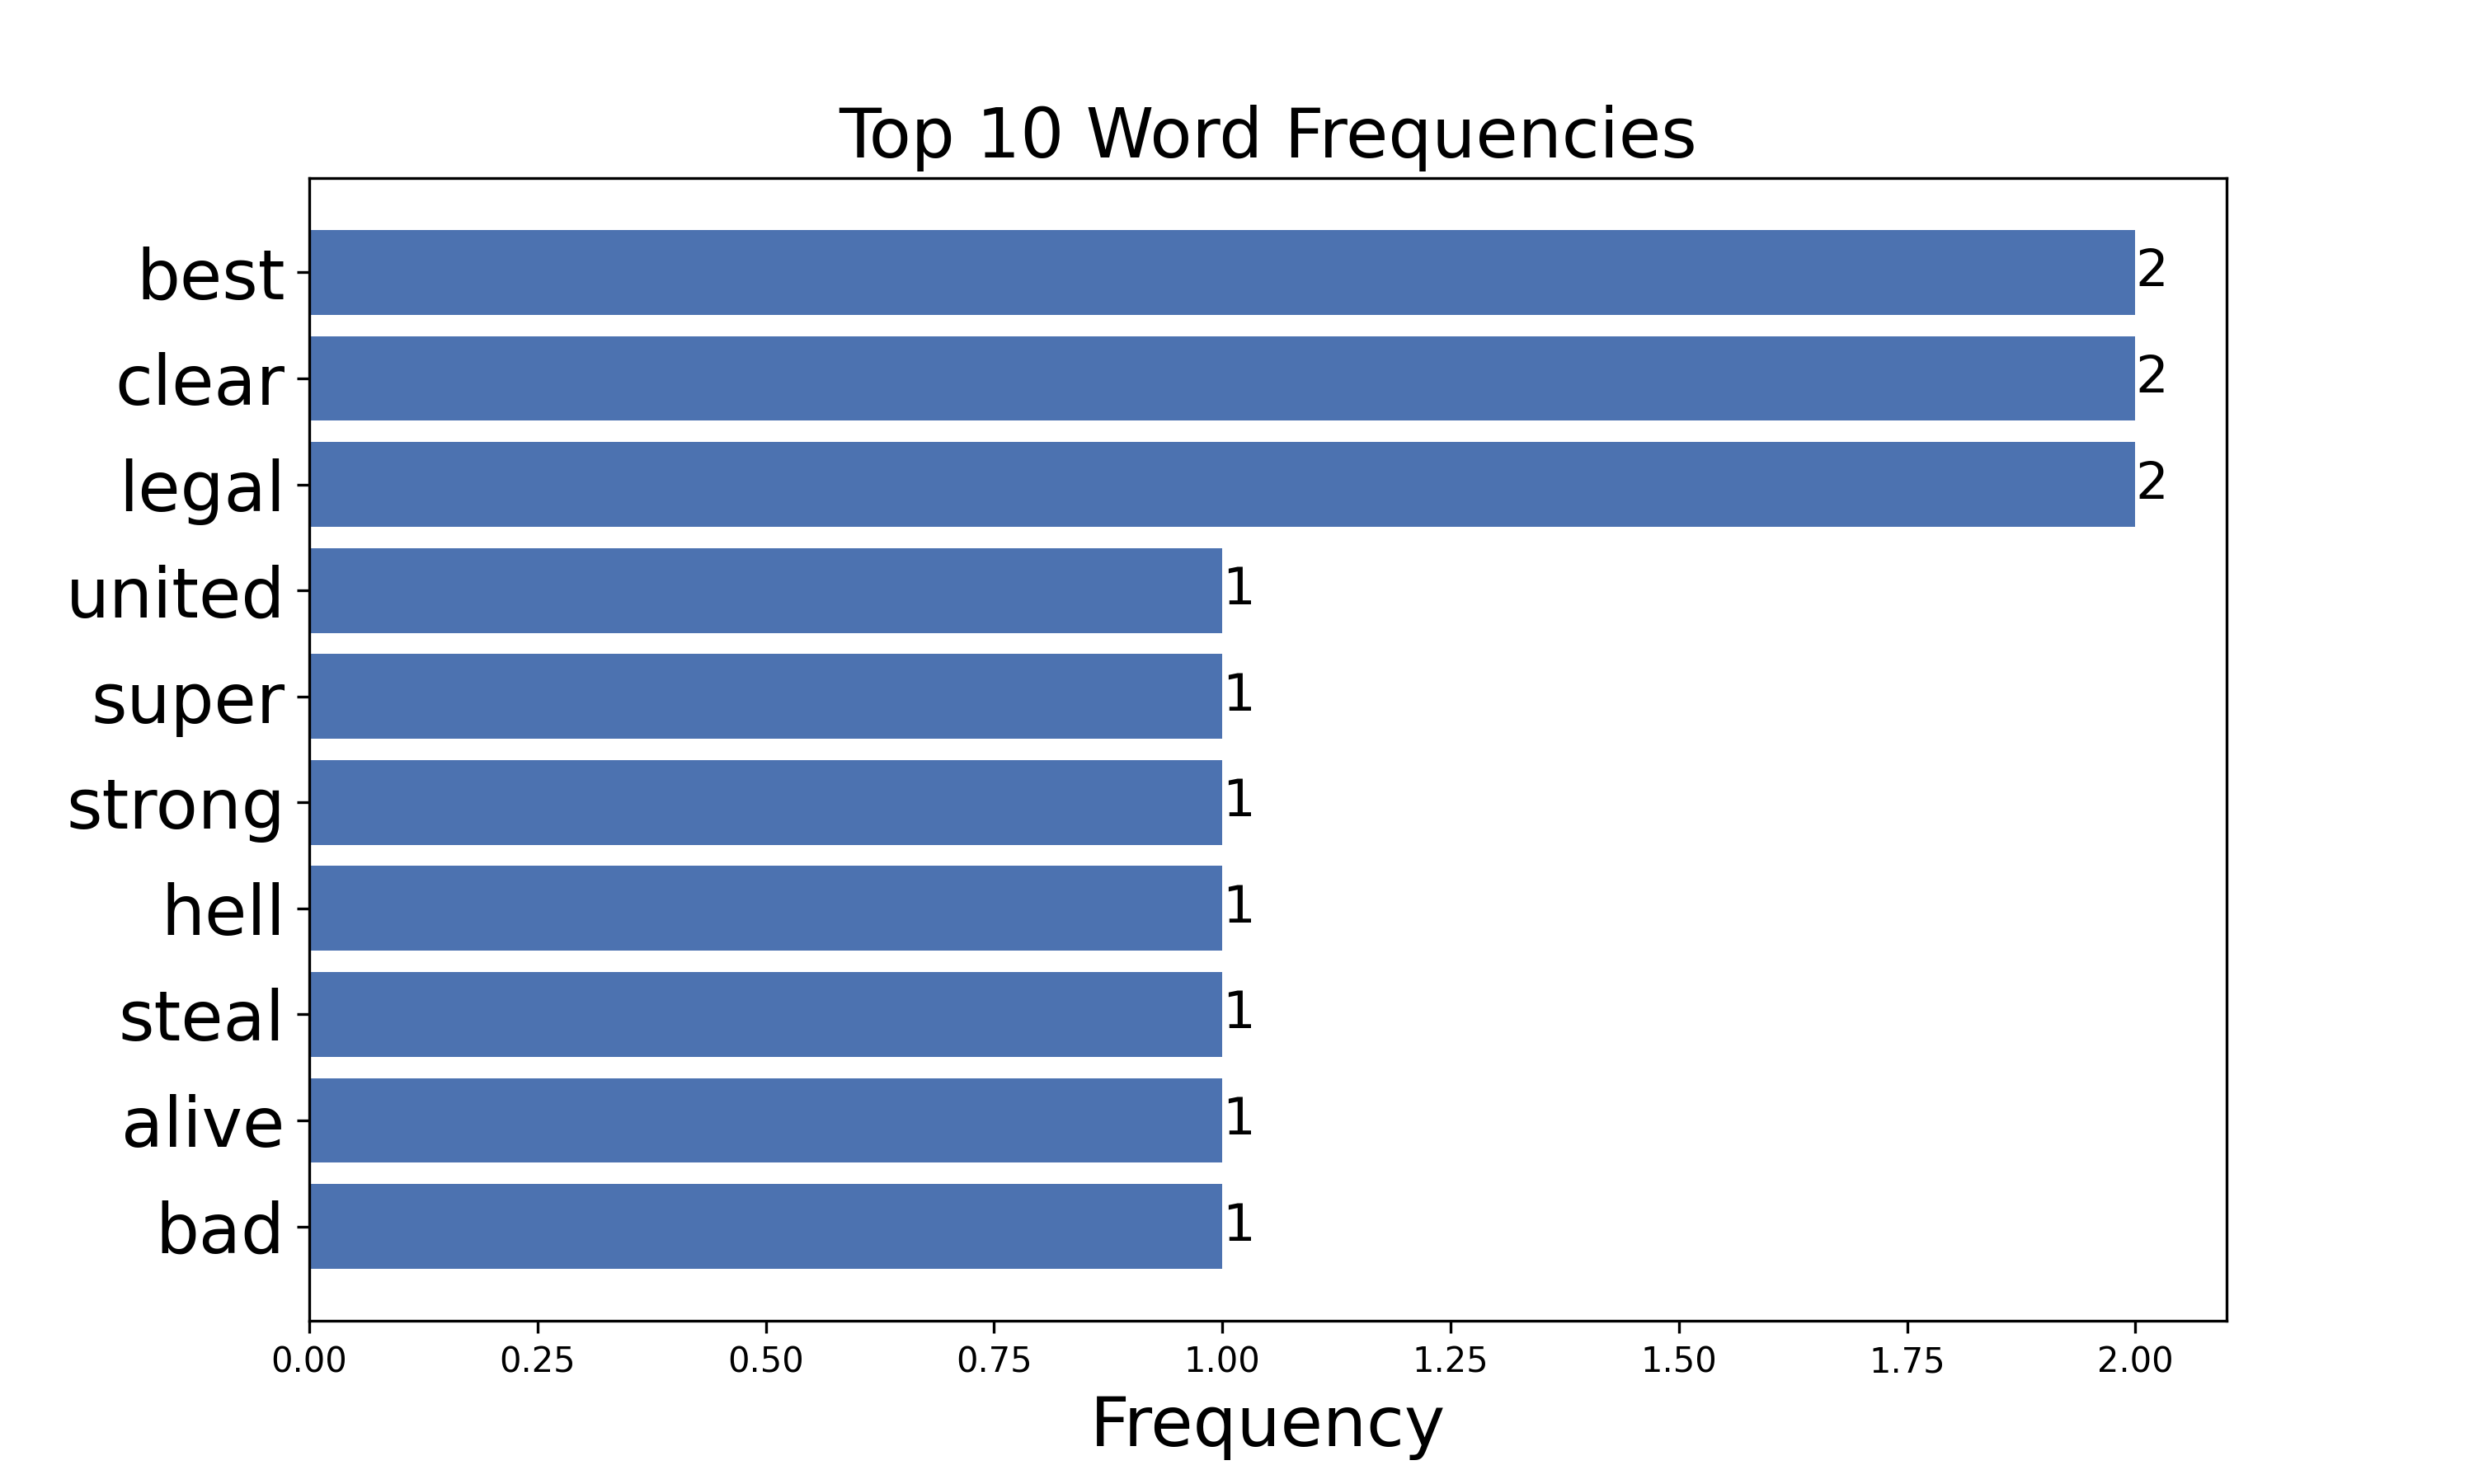 Top 10 Word Frequencies
best 2
clear 2
legal 2
united 1
super 1
strong 1
hell 1
steal 1
alive 1
bad 1
0.00 0.25 0.50 0.75 1.00 1.25 1.50 1.75 2.00
Frequency